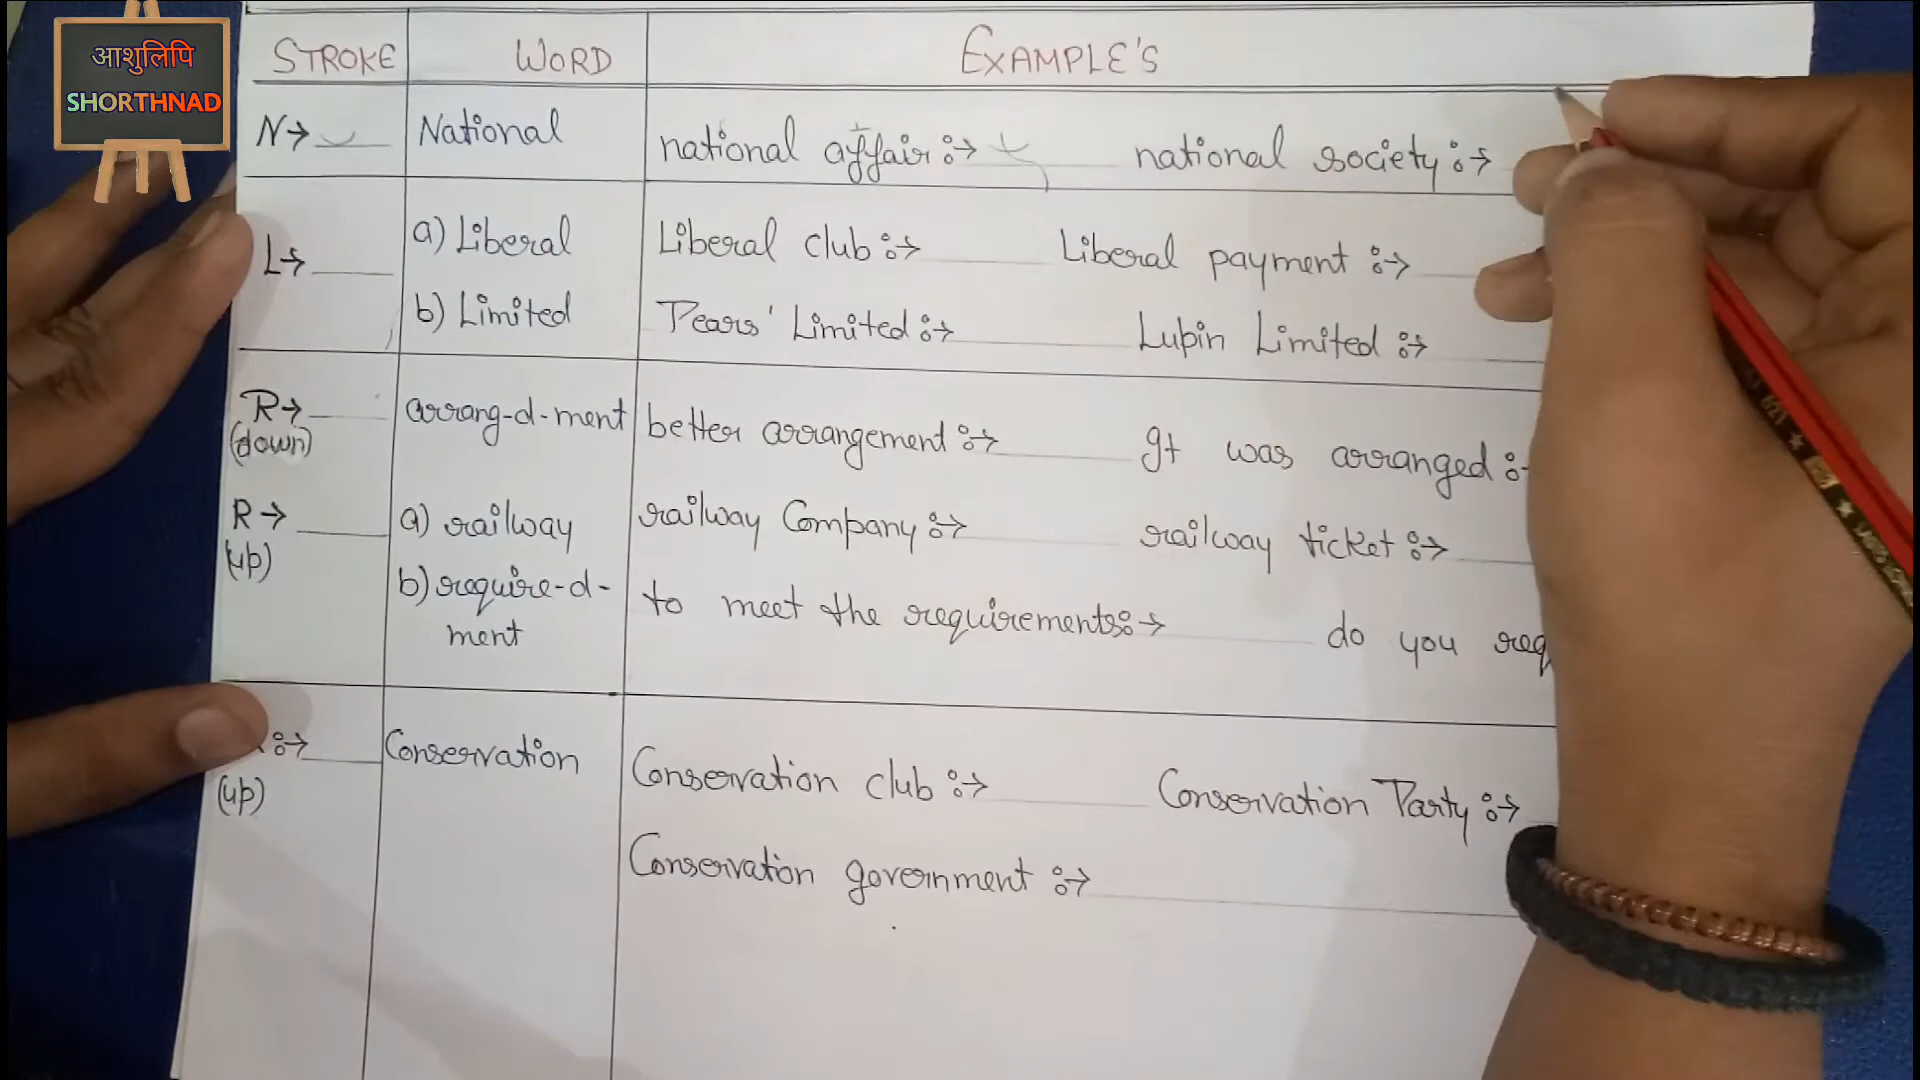 आशुलिपि
SHORTHNAD
STROKE WORD EXAMPLE'S
N→ National national affair :→ national society :→
L→ a) Liberal Liberal club :→ Liberal payment :→
b) Limited Pears' Limited :→ Lupin Limited :→
R→ arrang-d-ment better arrangement :→ It was arranged :-
(down)
R→ a) railway railway Company :→ railway ticket :→
(up) b) require-d- to meet the requirements :→ do you req
ment
:→ Conservation Conservation club :→ Conservation Party :→
(up)
Conservation government :→
621